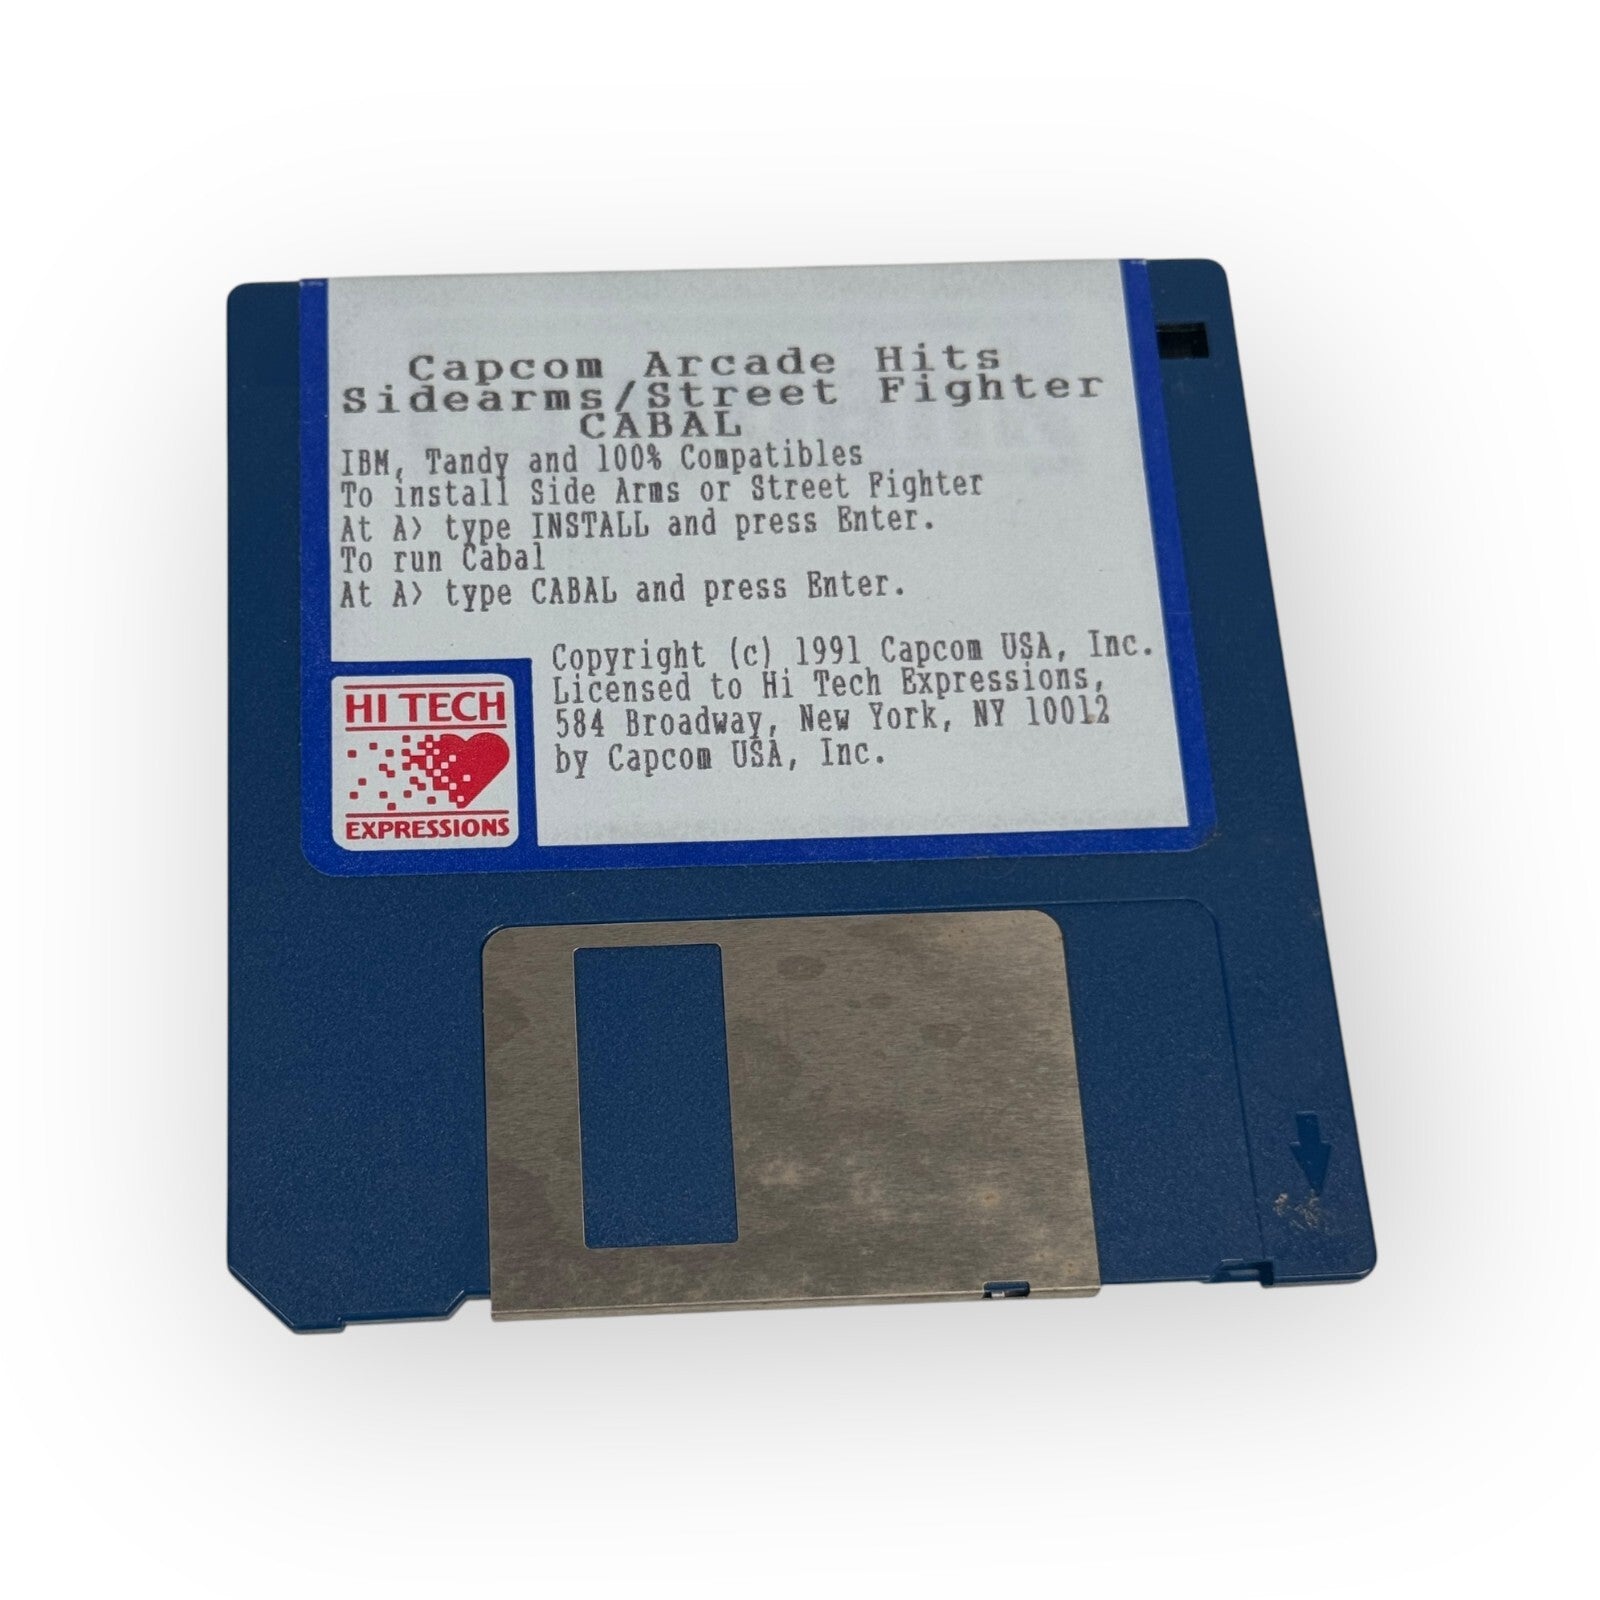 Capcom Arcade Hits
Sidearms/Street Fighter
CABAL
IBM, Tandy and 100% Compatibles
To install Side Arms or Street Fighter
At A> type INSTALL and press Enter.
To run Cabal
At A> type CABAL and press Enter.
Copyright (c) 1991 Capcom USA, Inc.
Licensed to Hi Tech Expressions,
584 Broadway, New York, NY 10012
by Capcom USA, Inc.
HI TECH
EXPRESSIONS